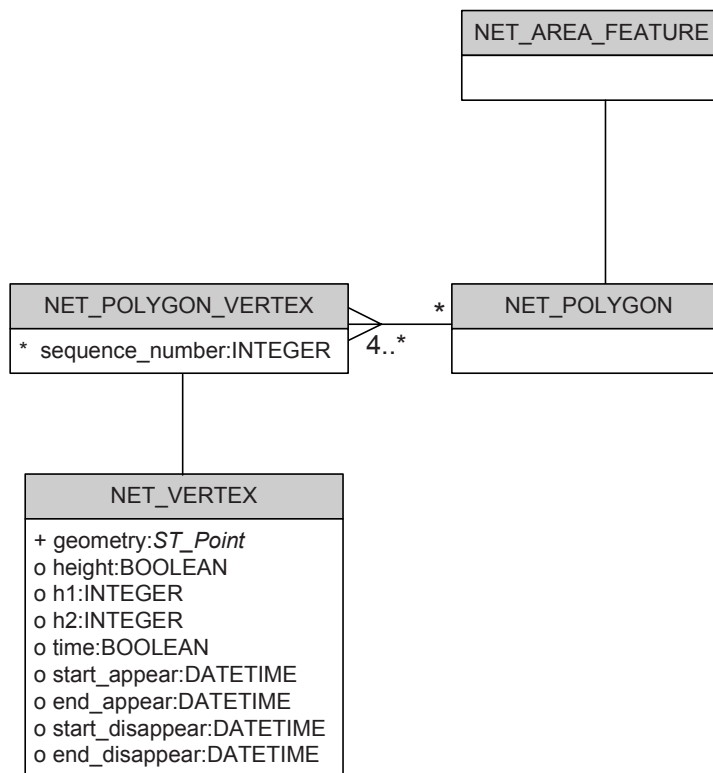 NET_AREA_FEATURE
NET_POLYGON_VERTEX
* sequence_number:INTEGER
4..*
*
NET_POLYGON
NET_VERTEX
+ geometry:ST_Point
o height:BOOLEAN
o h1:INTEGER
o h2:INTEGER
o time:BOOLEAN
o start_appear:DATETIME
o end_appear:DATETIME
o start_disappear:DATETIME
o end_disappear:DATETIME